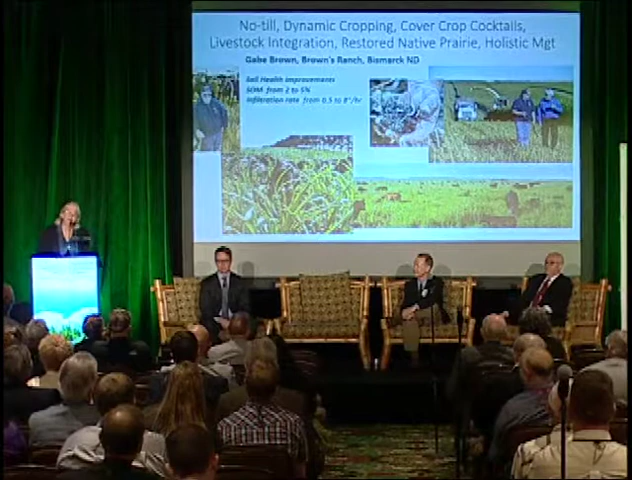 No-till, Dynamic Cropping, Cover Crop Cocktails,
Livestock Integration, Restored Native Prairie, Holistic Mgt
Gabe Brown, Brown's Ranch, Bismarck ND
Soil Health Improvements
SOM from 2 to 5%
Infiltration rate from 0.5 to 8"/hr